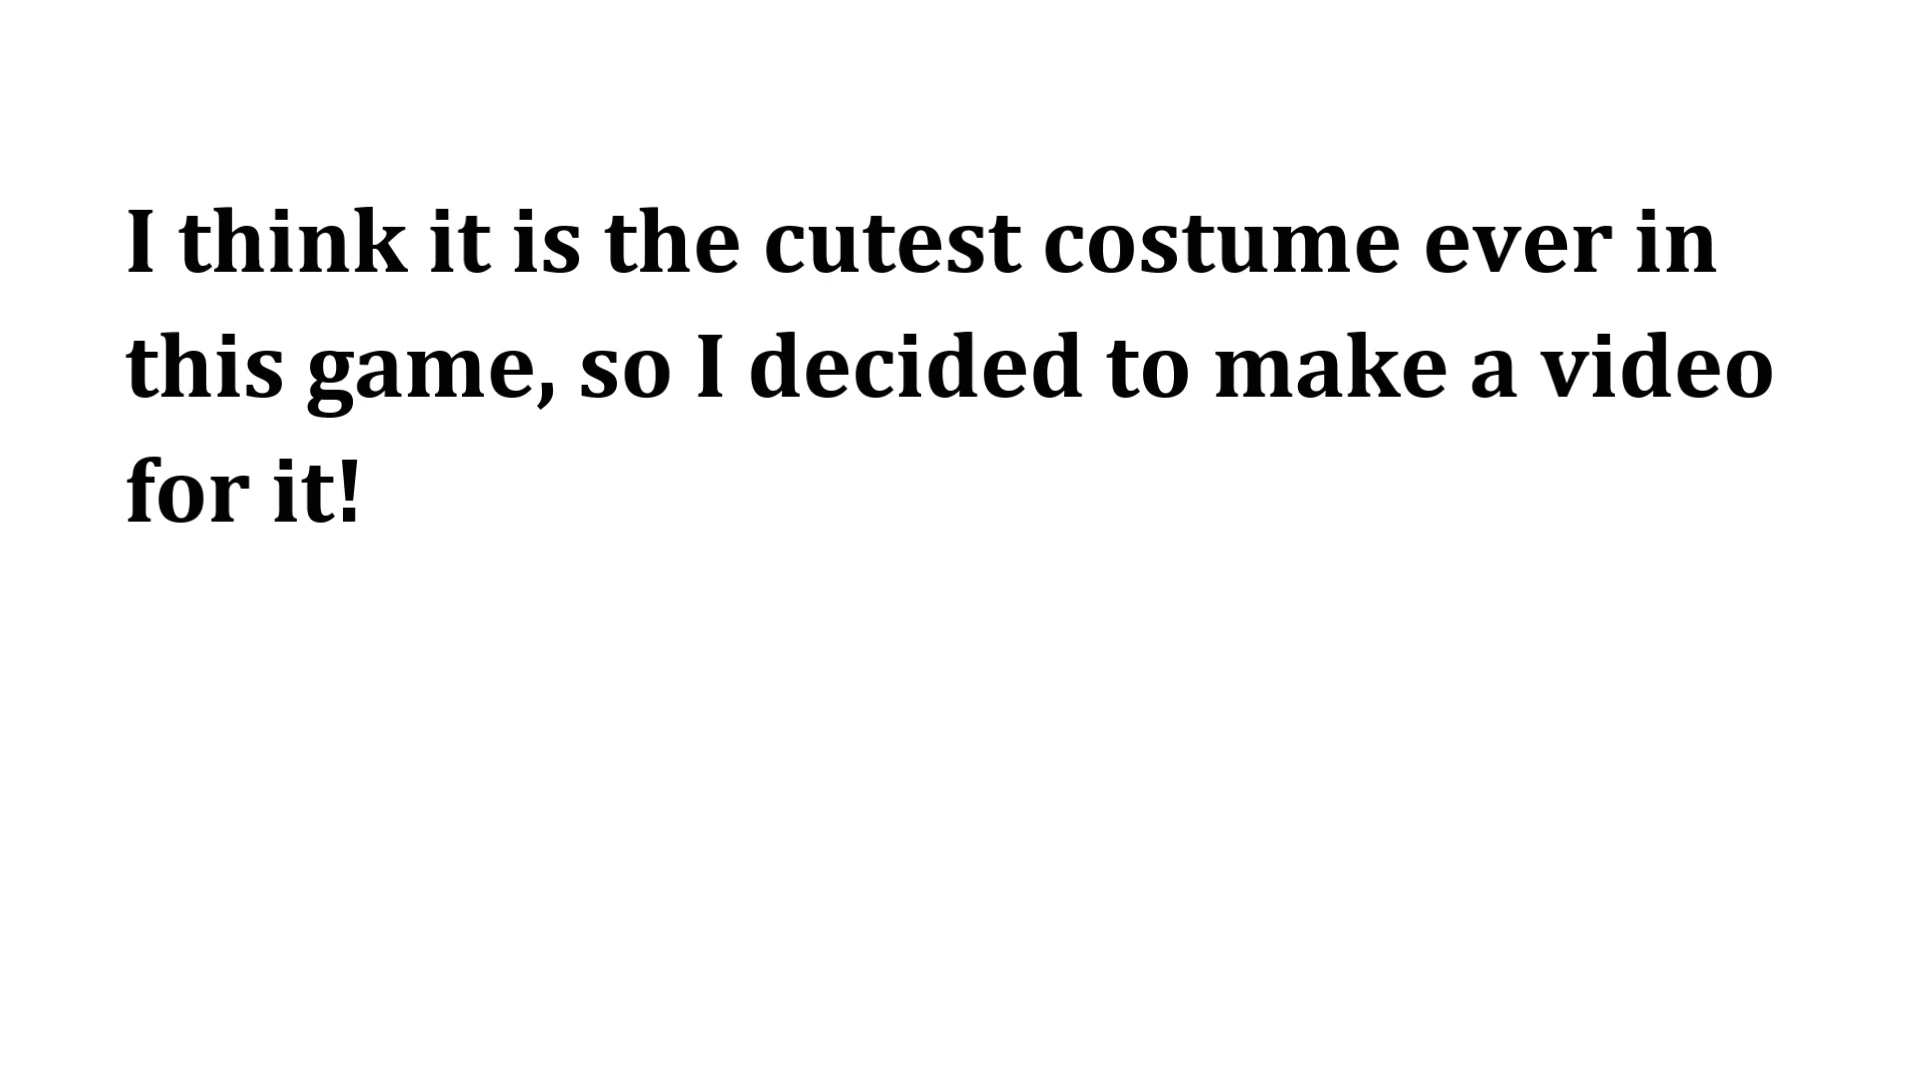 I think it is the cutest costume ever in
this game, so I decided to make a video
for it!